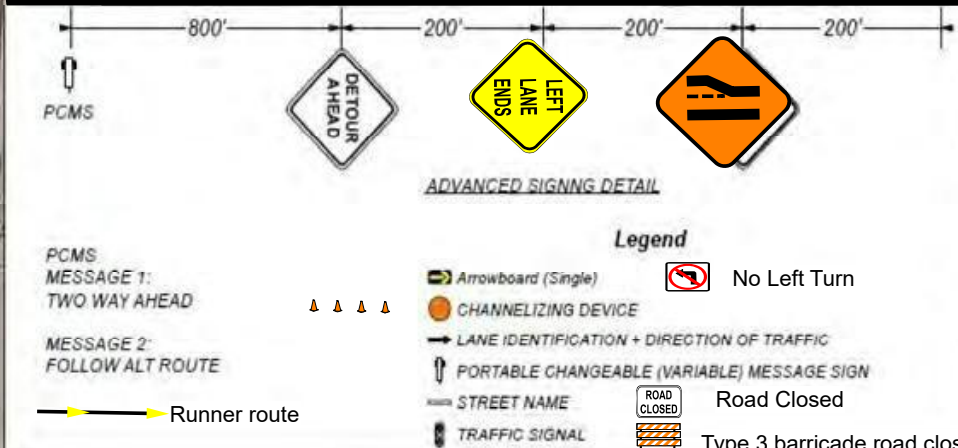 800' 200' 200' 200'
PCMS
DETOUR
AHEAD
LEFT
LANE
ENDS
ADVANCED SIGNNG DETAIL
PCMS
MESSAGE 1:
TWO WAY AHEAD
MESSAGE 2:
FOLLOW ALT ROUTE
Runner route
Legend
Arrowboard (Single)
No Left Turn
CHANNELIZING DEVICE
LANE IDENTIFICATION + DIRECTION OF TRAFFIC
PORTABLE CHANGEABLE (VARIABLE) MESSAGE SIGN
STREET NAME
ROAD
CLOSED
Road Closed
TRAFFIC SIGNAL
Type 3 barricade road clos